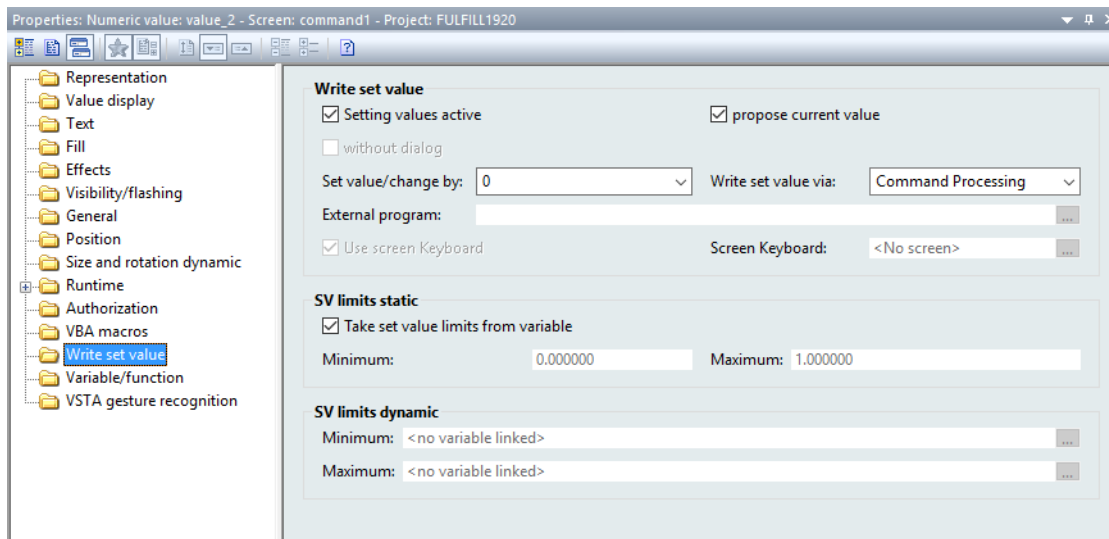 Properties: Numeric value: value_2 - Screen: command1 - Project: FULFILL1920
Representation
Value display
Text
Fill
Effects
Visibility/flashing
General
Position
Size and rotation dynamic
Runtime
Authorization
VBA macros
Write set value
Variable/function
VSTA gesture recognition
Write set value
Setting values active
propose current value
without dialog
Set value/change by: 0
Write set value via: Command Processing
External program:
...
Use screen Keyboard
Screen Keyboard: <No screen> ...
SV limits static
Take set value limits from variable
Minimum: 0.000000
Maximum: 1.000000
SV limits dynamic
Minimum: <no variable linked> ...
Maximum: <no variable linked> ...